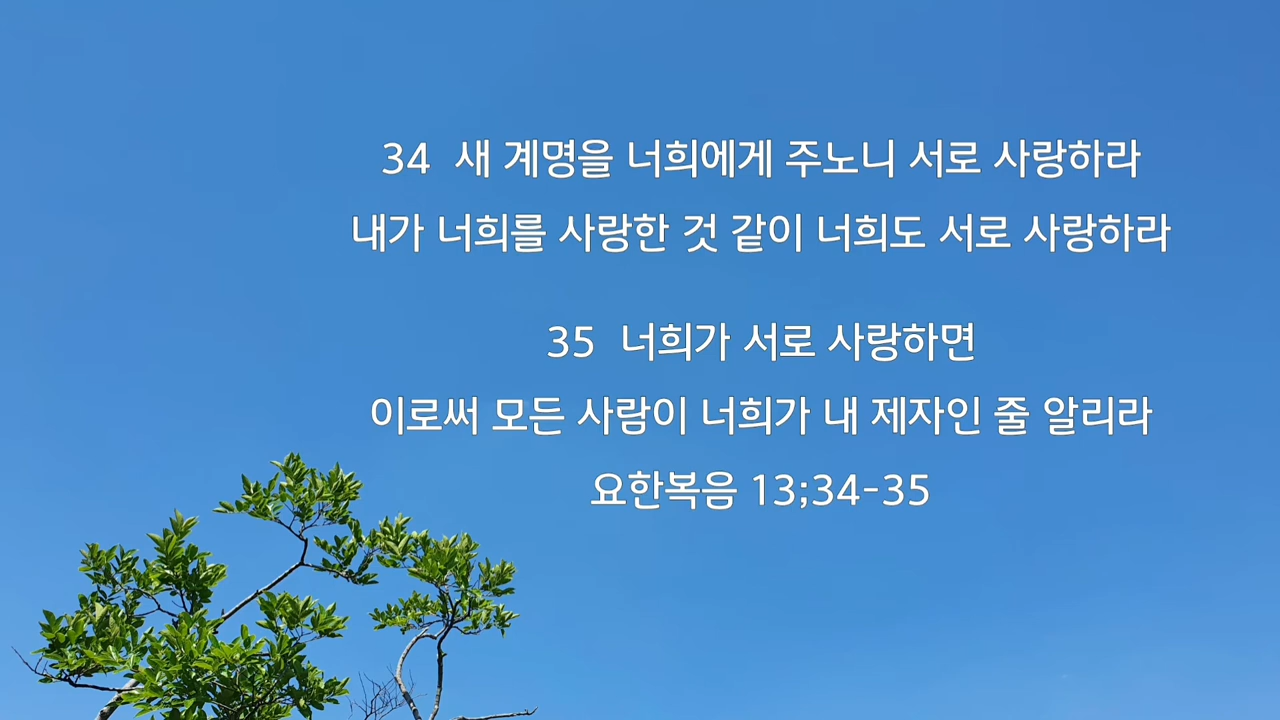 34 새 계명을 너희에게 주노니 서로 사랑하라
내가 너희를 사랑한 것 같이 너희도 서로 사랑하라
35 너희가 서로 사랑하면
이로써 모든 사람이 너희가 내 제자인 줄 알리라
요한복음 13;34-35